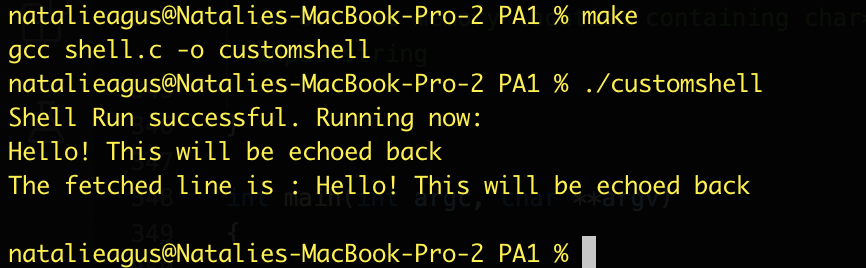 natalieagus@Natalies-MacBook-Pro-2 PA1 % make
gcc shell.c -o customshell
natalieagus@Natalies-MacBook-Pro-2 PA1 % ./customshell
Shell Run successful. Running now:
Hello! This will be echoed back
The fetched line is : Hello! This will be echoed back
natalieagus@Natalies-MacBook-Pro-2 PA1 %